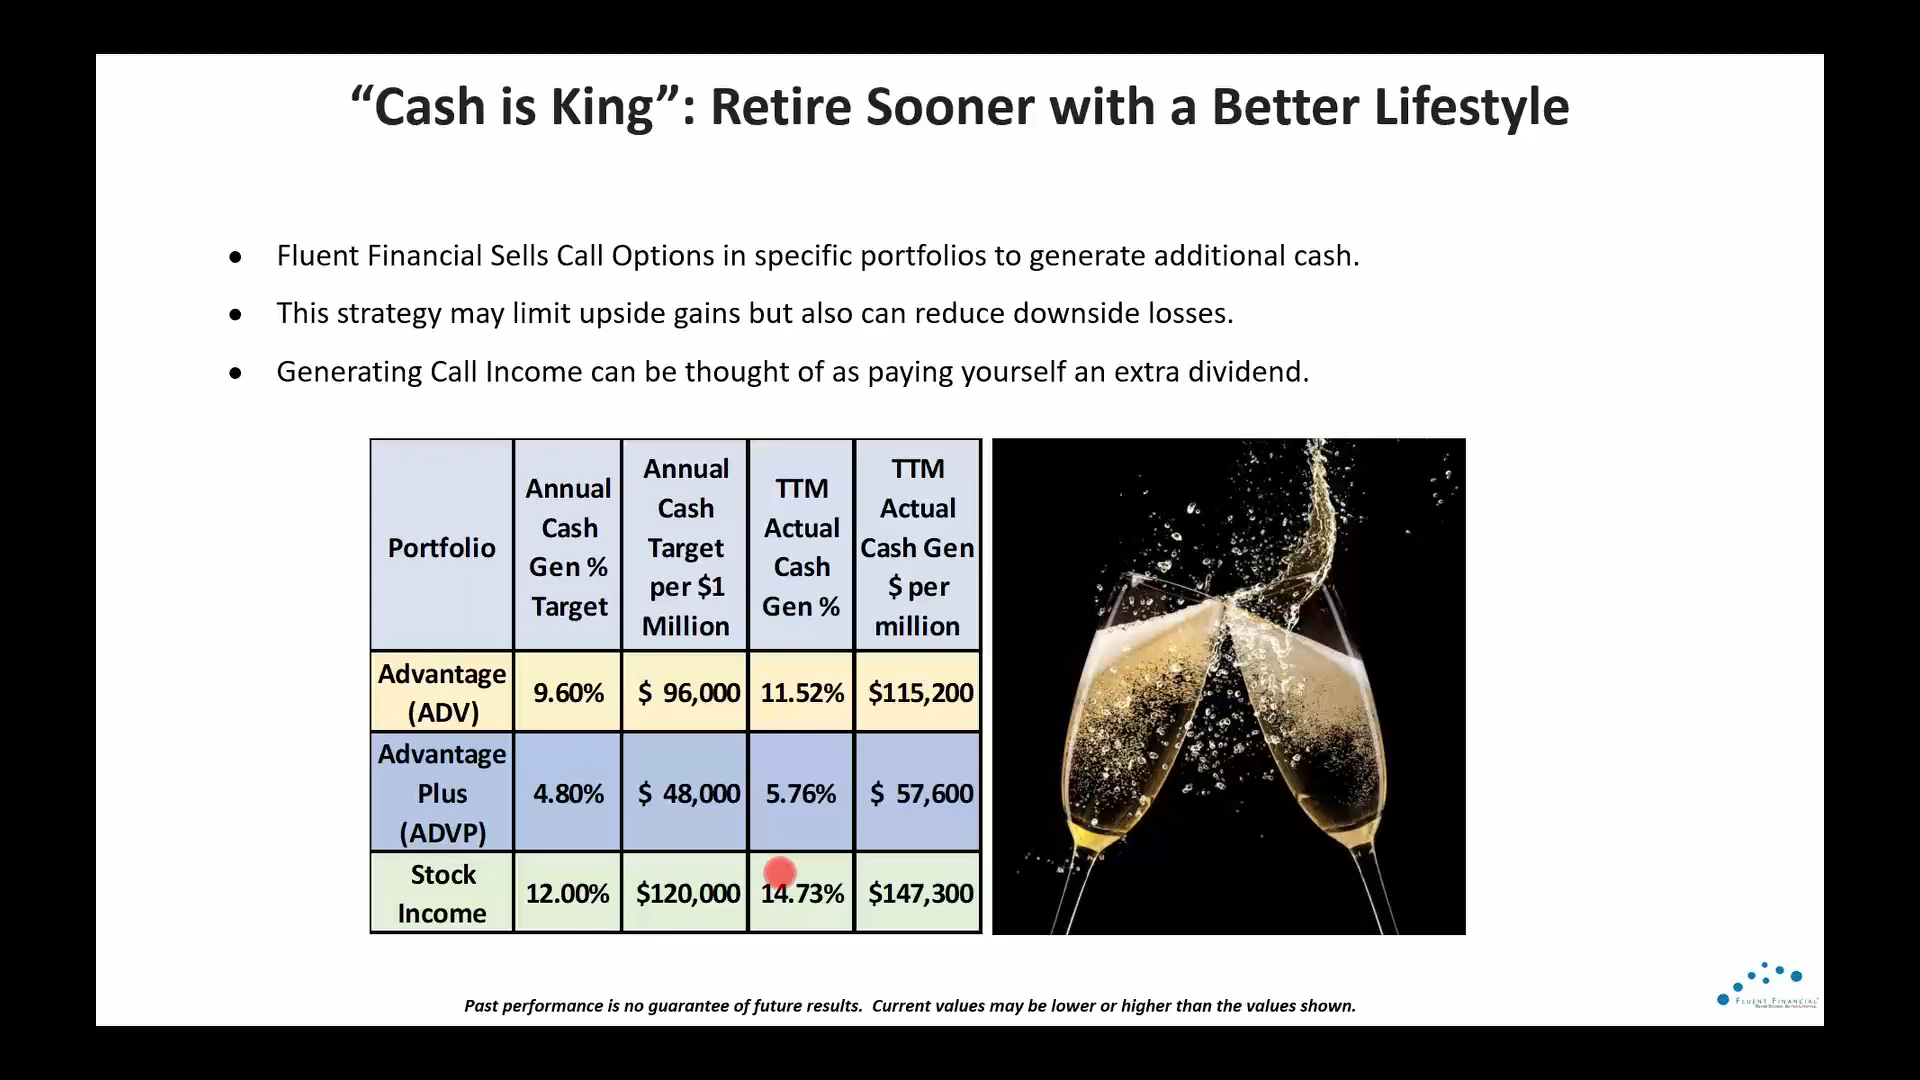 “Cash is King”: Retire Sooner with a Better Lifestyle
● Fluent Financial Sells Call Options in specific portfolios to generate additional cash.
● This strategy may limit upside gains but also can reduce downside losses.
● Generating Call Income can be thought of as paying yourself an extra dividend.
Portfolio
Annual
Cash
Gen %
Target
Annual
Cash
Target
per $1
Million
TTM
Actual
Cash
Gen %
TTM
Actual
Cash Gen
$ per
million
Advantage
(ADV)
9.60%
$ 96,000
11.52%
$115,200
Advantage
Plus
(ADVP)
4.80%
$ 48,000
5.76%
$ 57,600
Stock
Income
12.00%
$120,000
14.73%
$147,300
Past performance is no guarantee of future results. Current values may be lower or higher than the values shown.
FLUENT FINANCIAL